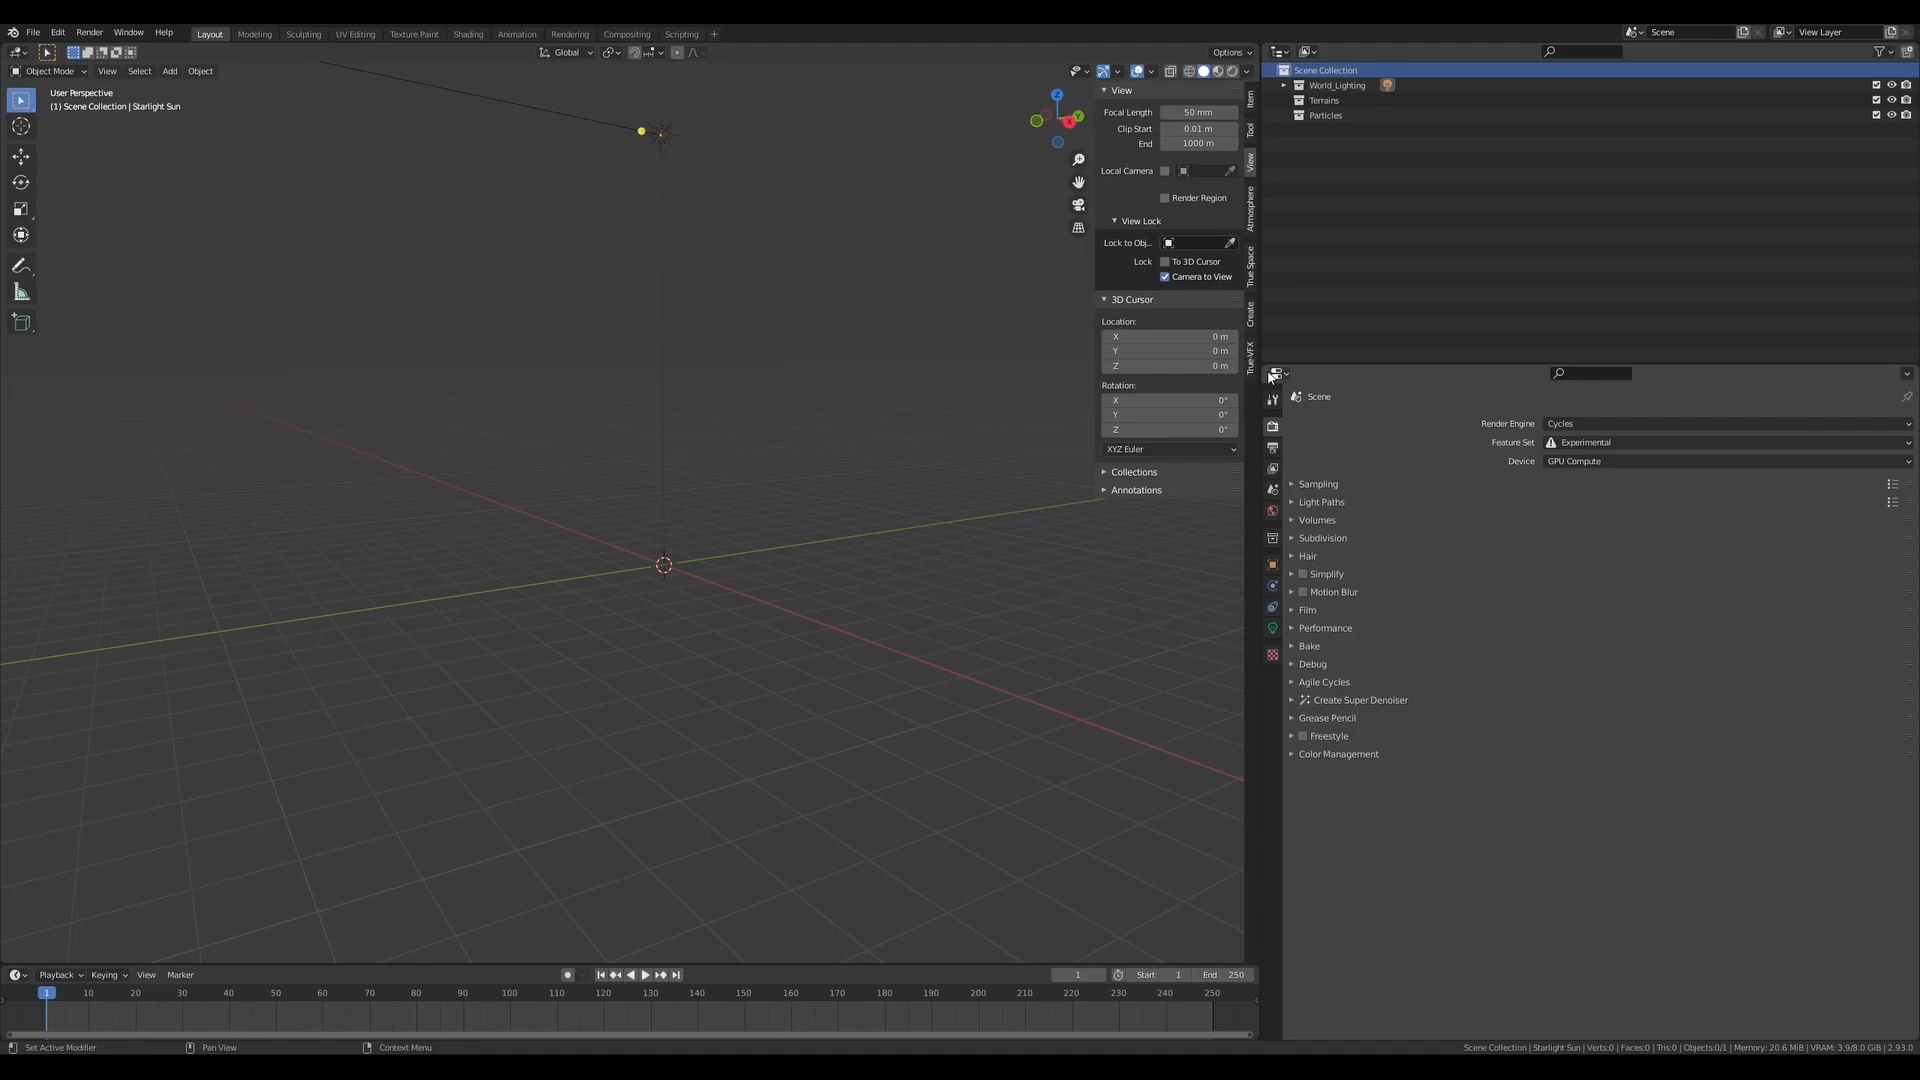 File Edit Render Window Help Layout Modeling Sculpting UV Editing Texture Paint Shading Animation Rendering Compositing Scripting + Scene View Layer
Global Options
Object Mode View Select Add Object
User Perspective
(1) Scene Collection | Starlight Sun
Z
Y
X
View
Focal Length 50 mm
Clip Start 0.01 m
End 1000 m
Local Camera
Render Region
View Lock
Lock to Obj...
Lock To 3D Cursor
Camera to View
3D Cursor
Location:
X 0 m
Y 0 m
Z 0 m
Rotation:
X 0°
Y 0°
Z 0°
XYZ Euler
Collections
Annotations
Item
Tool
View
Atmosphere
True Space
Create
True-VFX
Scene Collection
World_Lighting
Terrains
Particles
Scene
Render Engine Cycles
Feature Set Experimental
Device GPU Compute
Sampling
Light Paths
Volumes
Subdivision
Hair
Simplify
Motion Blur
Film
Performance
Bake
Debug
Agile Cycles
Create Super Denoiser
Grease Pencil
Freestyle
Color Management
Playback Keying View Marker 1 Start 1 End 250
1 10 20 30 40 50 60 70 80 90 100 110 120 130 140 150 160 170 180 190 200 210 220 230 240 250
Set Active Modifier Pan View Context Menu Scene Collection | Starlight Sun | Verts:0 | Faces:0 | Tris:0 | Objects:0/1 | Memory: 20.6 MiB | VRAM: 3.9/8.0 GiB | 2.93.0